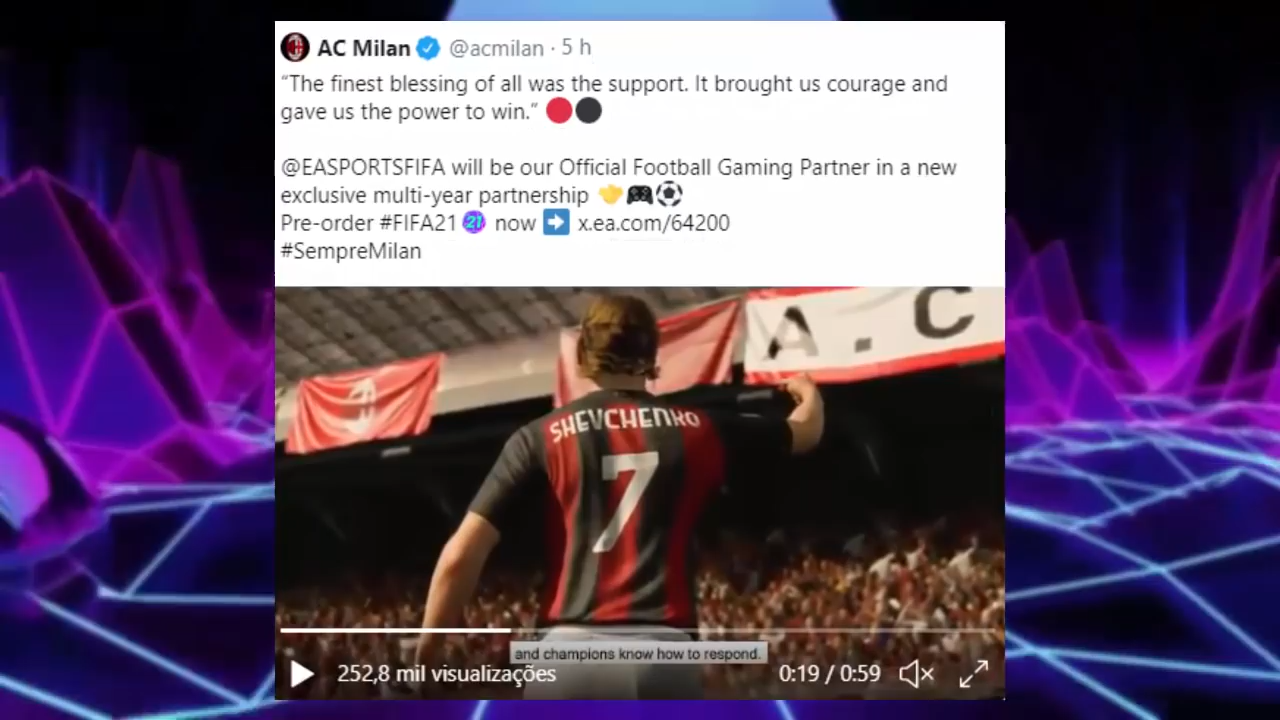 AC Milan @acmilan · 5 h
“The finest blessing of all was the support. It brought us courage and
gave us the power to win.” 🔴⚫
@EASPORTSFIFA will be our Official Football Gaming Partner in a new
exclusive multi-year partnership 🤝🎮⚽
Pre-order #FIFA21 21 now ➡️ x.ea.com/64200
#SempreMilan
A. C
SHEVCHENKO
7
and champions know how to respond.
252,8 mil visualizações 0:19 / 0:59